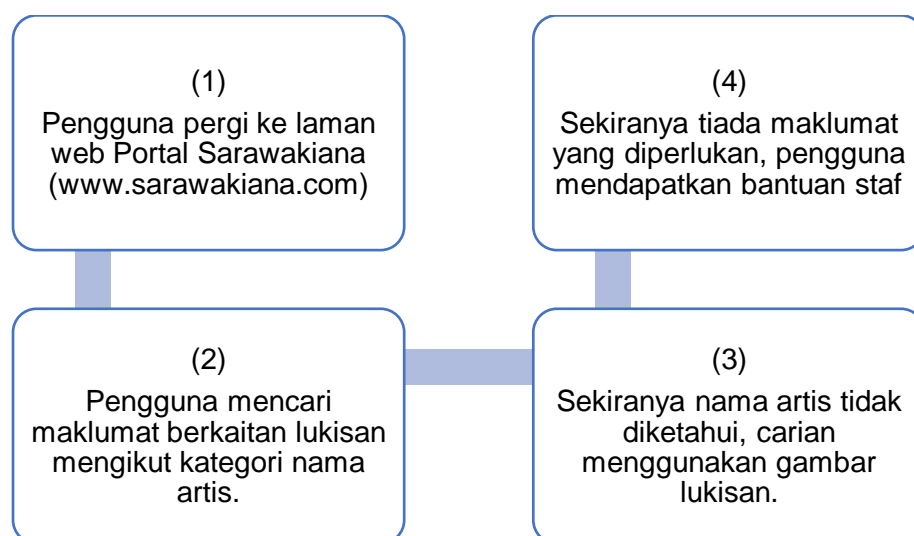 (1)
Pengguna pergi ke laman
web Portal Sarawakiana
(www.sarawakiana.com)
(2)
Pengguna mencari
maklumat berkaitan lukisan
mengikut kategori nama
artis.
(3)
Sekiranya nama artis tidak
diketahui, carian
menggunakan gambar
lukisan.
(4)
Sekiranya tiada maklumat
yang diperlukan, pengguna
mendapatkan bantuan staf